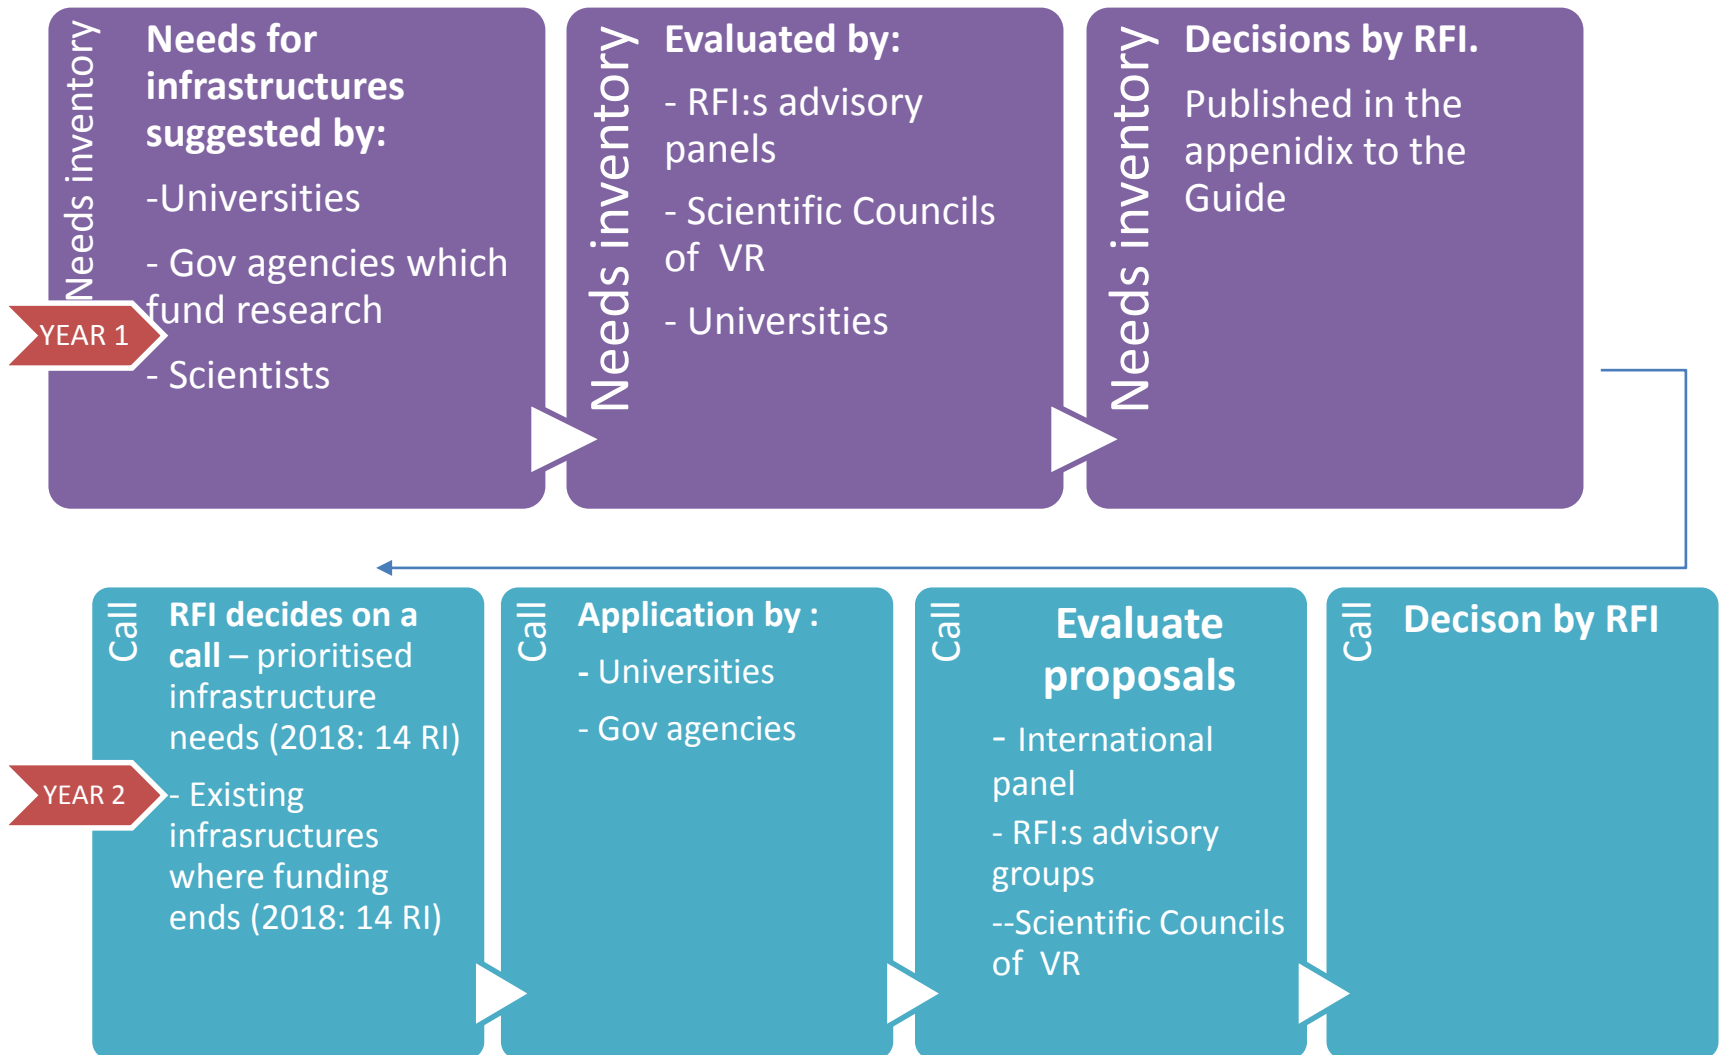 Needs inventory
Needs for
infrastructures
suggested by:
-Universities
- Gov agencies which
fund research
- Scientists
YEAR 1
Needs inventory
Evaluated by:
- RFI:s advisory
panels
- Scientific Councils
of VR
- Universities
Needs inventory
Decisions by RFI.
Published in the
appenidix to the
Guide
Call
RFI decides on a
call – prioritised
infrastructure
needs (2018: 14 RI)
- Existing
infrasructures
where funding
ends (2018: 14 RI)
YEAR 2
Call
Application by :
- Universities
- Gov agencies
Call
Evaluate
proposals
- International
panel
- RFI:s advisory
groups
--Scientific Councils
of VR
Call
Decison by RFI